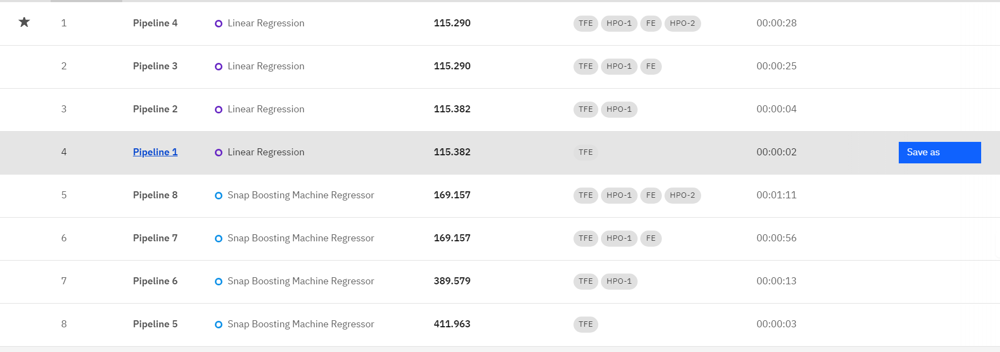 1 Pipeline 4 Linear Regression 115.290 TFE HPO-1 FE HPO-2 00:00:28
2 Pipeline 3 Linear Regression 115.290 TFE HPO-1 FE 00:00:25
3 Pipeline 2 Linear Regression 115.382 TFE HPO-1 00:00:04
4 Pipeline 1 Linear Regression 115.382 TFE 00:00:02 Save as
5 Pipeline 8 Snap Boosting Machine Regressor 169.157 TFE HPO-1 FE HPO-2 00:01:11
6 Pipeline 7 Snap Boosting Machine Regressor 169.157 TFE HPO-1 FE 00:00:56
7 Pipeline 6 Snap Boosting Machine Regressor 389.579 TFE HPO-1 00:00:13
8 Pipeline 5 Snap Boosting Machine Regressor 411.963 TFE 00:00:03